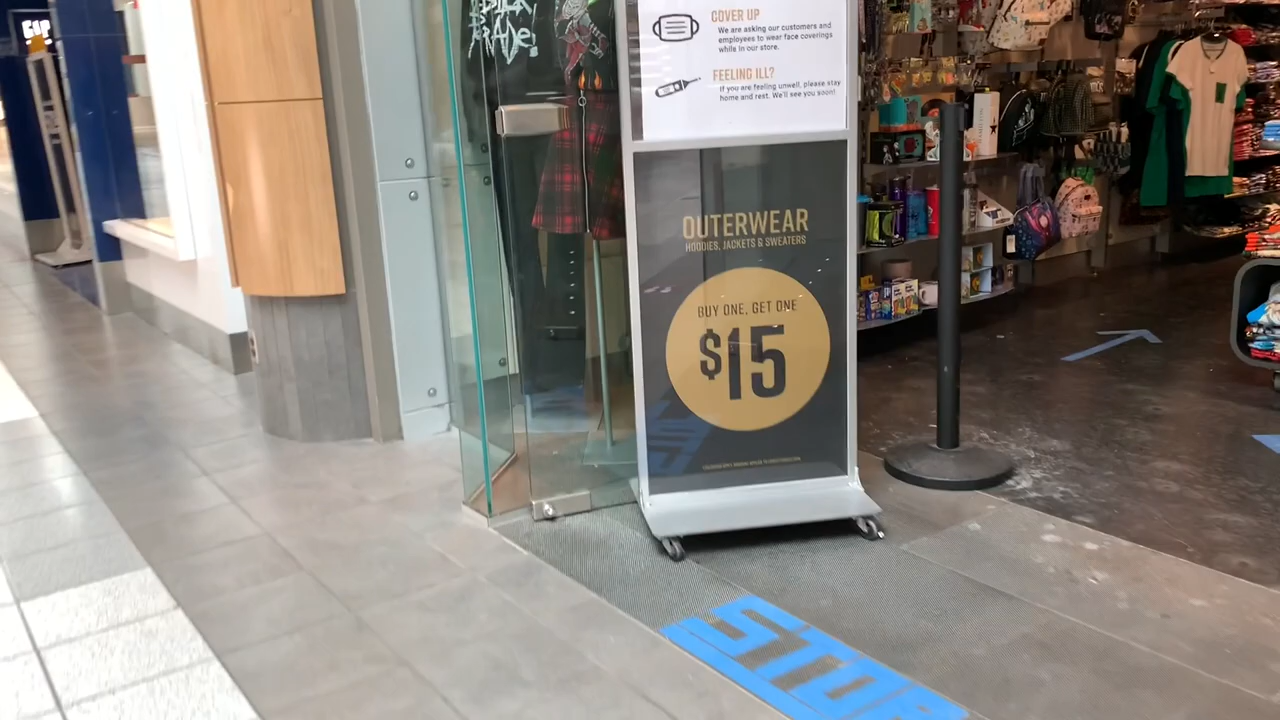 COVER UP
We are asking our customers and
employees to wear face coverings
while in our store.
FEELING ILL?
If you are feeling unwell, please stay
home and rest. We'll see you soon!
OUTERWEAR
HOODIES, JACKETS & SWEATERS
BUY ONE, GET ONE
$15
STOP